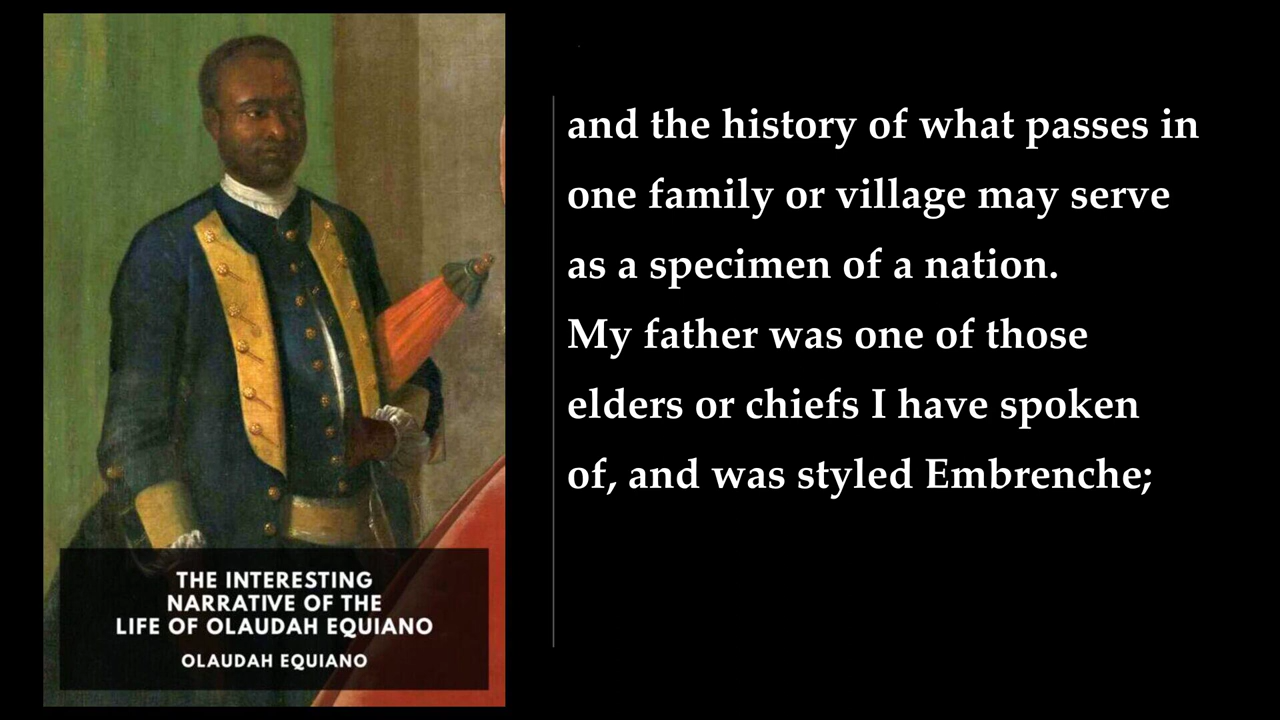 THE INTERESTING
NARRATIVE OF THE
LIFE OF OLAUDAH EQUIANO
OLAUDAH EQUIANO
and the history of what passes in
one family or village may serve
as a specimen of a nation.
My father was one of those
elders or chiefs I have spoken
of, and was styled Embrenche;